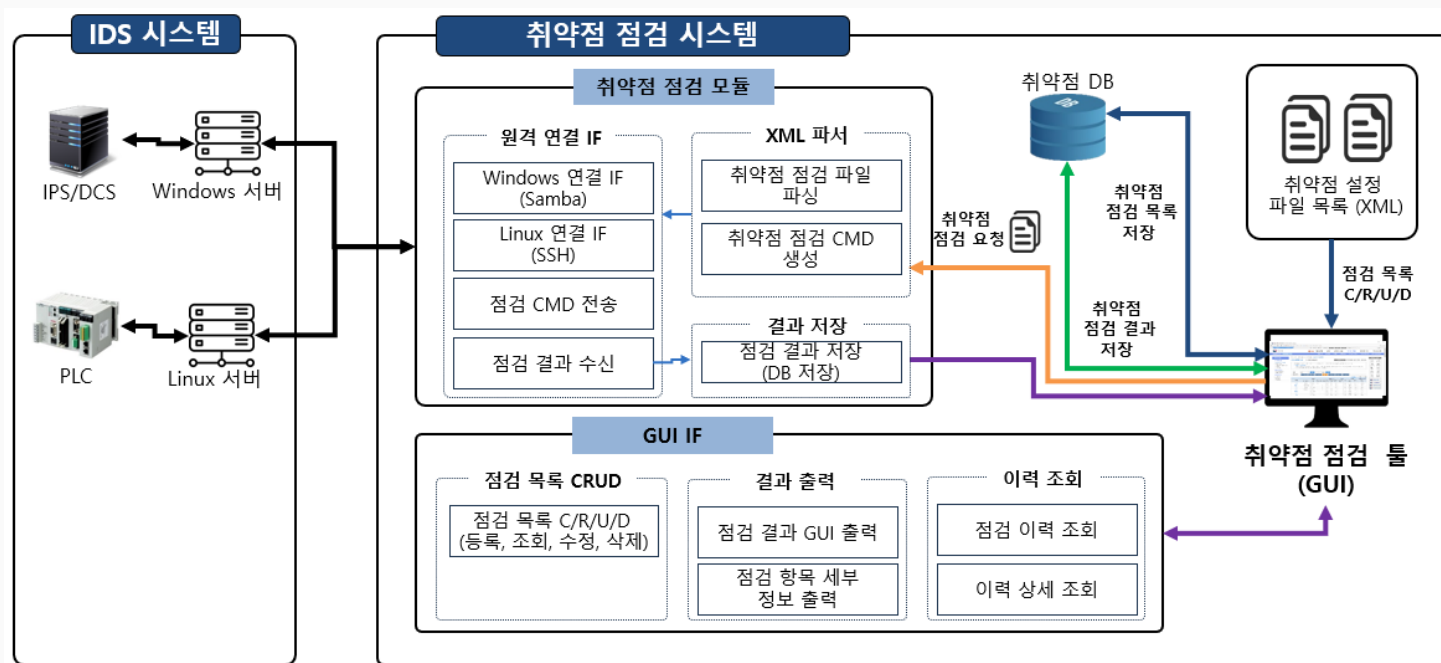 IDS 시스템
취약점 점검 시스템
IPS/DCS
Windows 서버
PLC
Linux 서버
취약점 점검 모듈
원격 연결 IF
Windows 연결 IF
(Samba)
Linux 연결 IF
(SSH)
점검 CMD 전송
점검 결과 수신
XML 파서
취약점 점검 파일
파싱
취약점 점검 CMD
생성
결과 저장
점검 결과 저장
(DB 저장)
취약점
점검 요청
취약점 DB
DB
취약점
점검 목록
저장
취약점
점검 결과
저장
취약점 설정
파일 목록 (XML)
점검 목록
C/R/U/D
취약점 점검 툴
(GUI)
GUI IF
점검 목록 CRUD
점검 목록 C/R/U/D
(등록, 조회, 수정, 삭제)
결과 출력
점검 결과 GUI 출력
점검 항목 세부
정보 출력
이력 조회
점검 이력 조회
이력 상세 조회